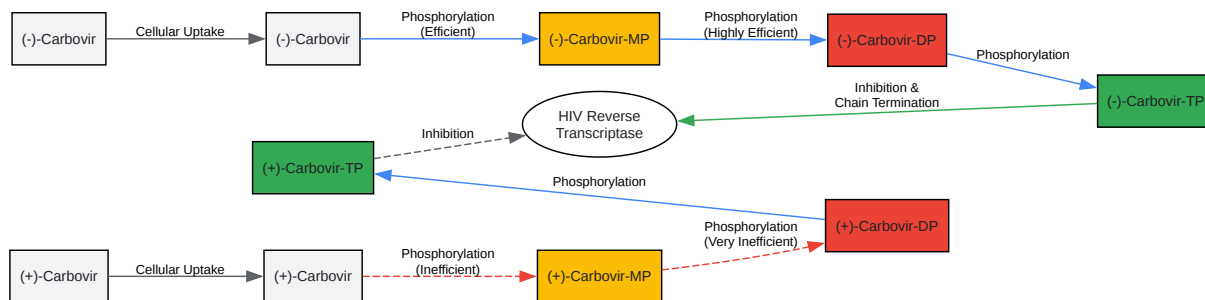 (-)-Carbovir
Cellular Uptake
(-)-Carbovir
Phosphorylation
(Efficient)
(-)-Carbovir-MP
Phosphorylation
(Highly Efficient)
(-)-Carbovir-DP
Phosphorylation
(-)-Carbovir-TP
Inhibition &
Chain Termination
HIV Reverse
Transcriptase
Inhibition
(+)-Carbovir-TP
Phosphorylation
(+)-Carbovir-DP
(+)-Carbovir
Cellular Uptake
(+)-Carbovir
Phosphorylation
(Inefficient)
(+)-Carbovir-MP
Phosphorylation
(Very Inefficient)